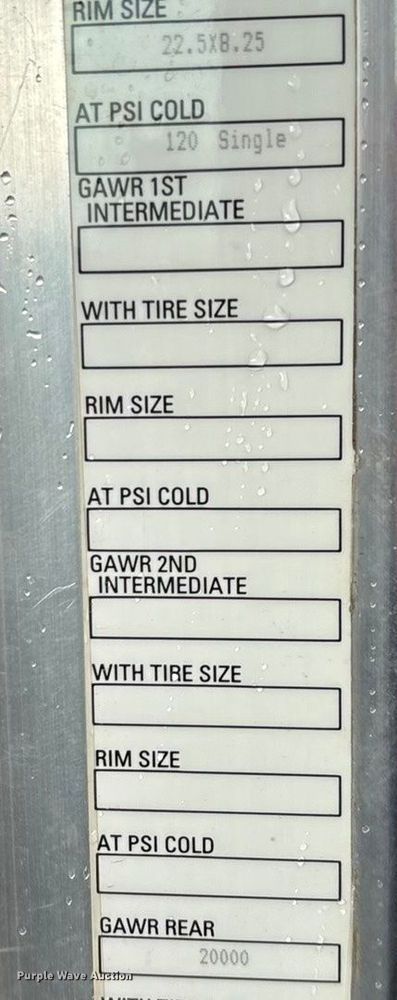 RIM SIZE
22.5X8.25
AT PSI COLD
120 Single
GAWR 1ST
INTERMEDIATE
WITH TIRE SIZE
RIM SIZE
AT PSI COLD
GAWR 2ND
INTERMEDIATE
WITH TIRE SIZE
RIM SIZE
AT PSI COLD
GAWR REAR
20000
Purple Wave Auction